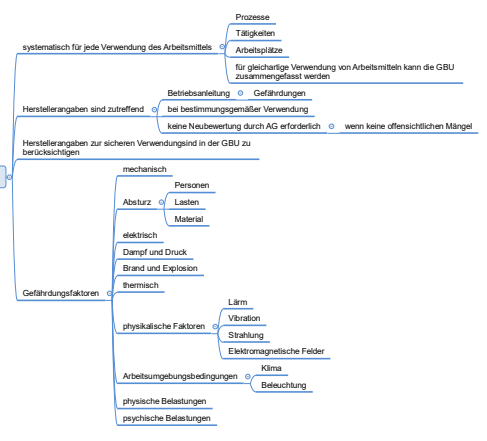 systematisch für jede Verwendung des Arbeitsmittels
Prozesse
Tätigkeiten
Arbeitsplätze
für gleichartige Verwendung von Arbeitsmitteln kann die GBU
zusammengefasst werden
Herstellerangaben sind zutreffend
Betriebsanleitung
Gefährdungen
bei bestimmungsgemäßer Verwendung
keine Neubewertung durch AG erforderlich
wenn keine offensichtlichen Mängel
Herstellerangaben zur sicheren Verwendungsind in der GBU zu
berücksichtigen
Gefährdungsfaktoren
mechanisch
Absturz
Personen
Lasten
Material
elektrisch
Dampf und Druck
Brand und Explosion
thermisch
physikalische Faktoren
Lärm
Vibration
Strahlung
Elektromagnetische Felder
Arbeitsumgebungsbedingungen
Klima
Beleuchtung
physische Belastungen
psychische Belastungen